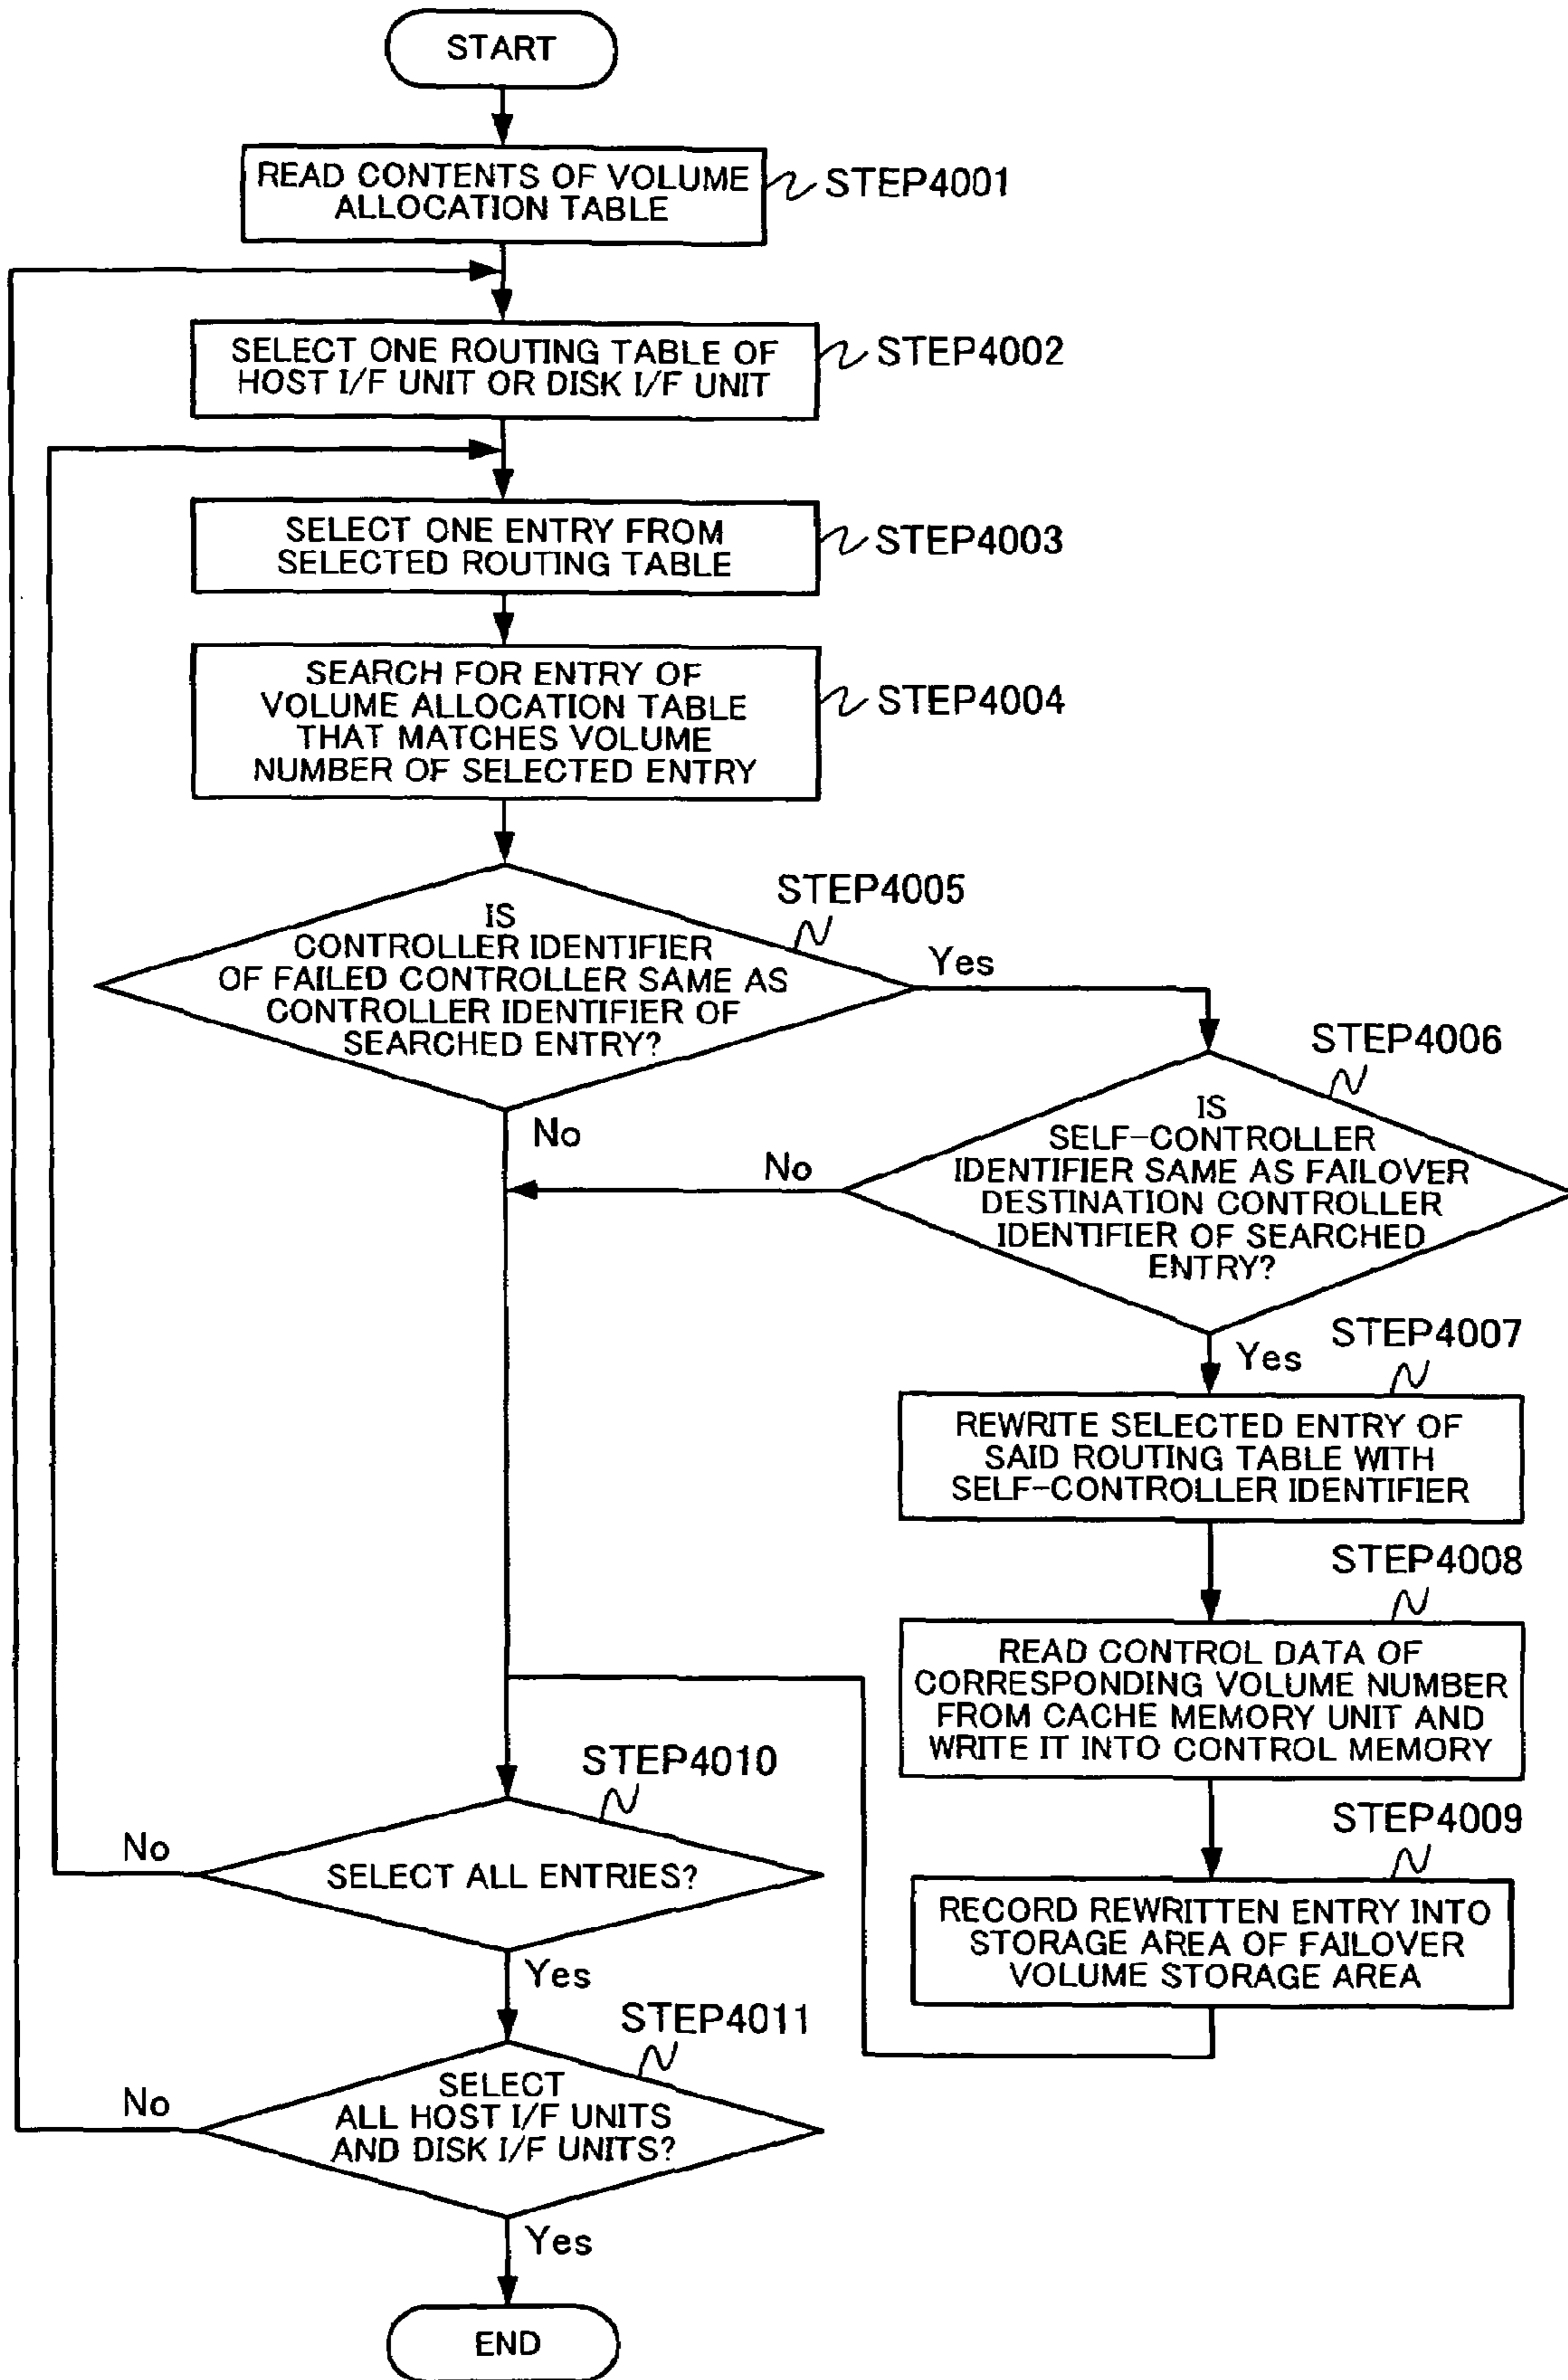 START
READ CONTENTS OF VOLUME
ALLOCATION TABLE
STEP4001
SELECT ONE ROUTING TABLE OF
HOST I/F UNIT OR DISK I/F UNIT
STEP4002
SELECT ONE ENTRY FROM
SELECTED ROUTING TABLE
STEP4003
SEARCH FOR ENTRY OF
VOLUME ALLOCATION TABLE
THAT MATCHES VOLUME
NUMBER OF SELECTED ENTRY
STEP4004
STEP4005
IS
CONTROLLER IDENTIFIER
OF FAILED CONTROLLER SAME AS
CONTROLLER IDENTIFIER OF
SEARCHED ENTRY?
Yes
No
STEP4006
IS
SELF-CONTROLLER
IDENTIFIER SAME AS FAILOVER
DESTINATION CONTROLLER
IDENTIFIER OF SEARCHED
ENTRY?
No
Yes
STEP4007
REWRITE SELECTED ENTRY OF
SAID ROUTING TABLE WITH
SELF-CONTROLLER IDENTIFIER
STEP4008
READ CONTROL DATA OF
CORRESPONDING VOLUME NUMBER
FROM CACHE MEMORY UNIT AND
WRITE IT INTO CONTROL MEMORY
STEP4009
RECORD REWRITTEN ENTRY INTO
STORAGE AREA OF FAILOVER
VOLUME STORAGE AREA
STEP4010
No
SELECT ALL ENTRIES?
Yes
STEP4011
No
SELECT
ALL HOST I/F UNITS
AND DISK I/F UNITS?
Yes
END